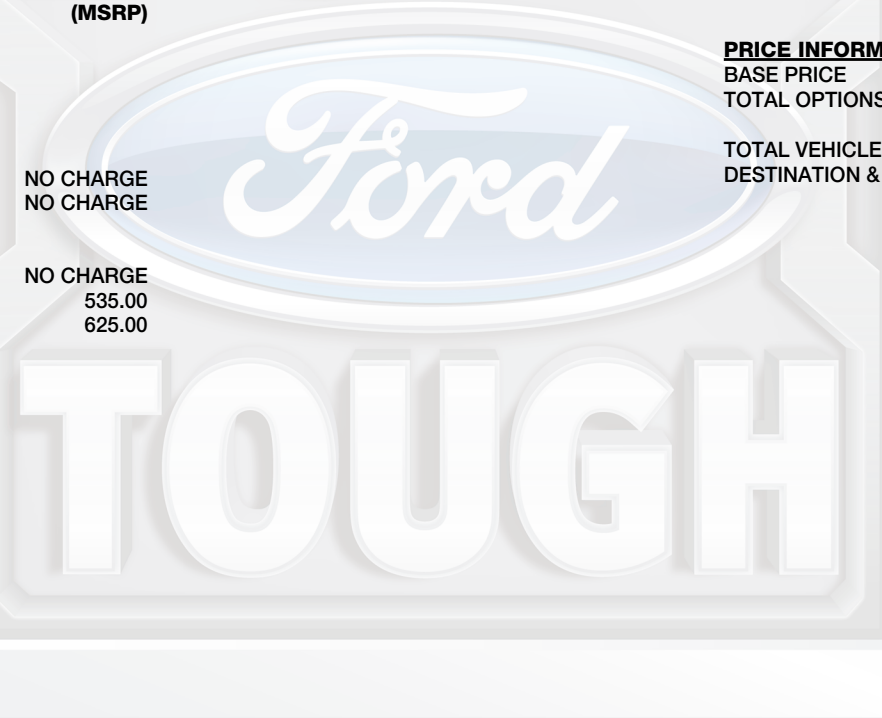 (MSRP)
NO CHARGE
NO CHARGE
NO CHARGE
535.00
625.00
PRICE INFORM
BASE PRICE
TOTAL OPTIONS
TOTAL VEHICLE
DESTINATION &
Ford
TOUGH